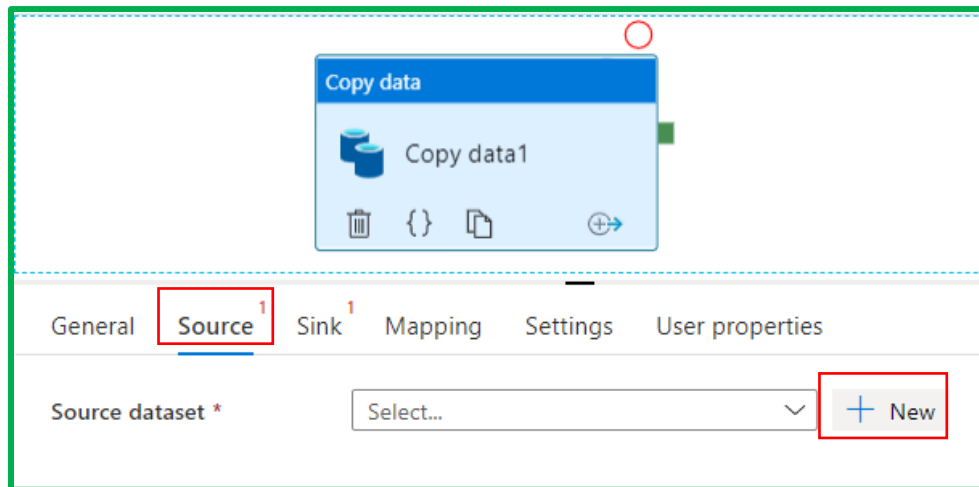 Copy data
Copy data1
{}
General Source 1 Sink 1 Mapping Settings User properties
Source dataset * Select... + New